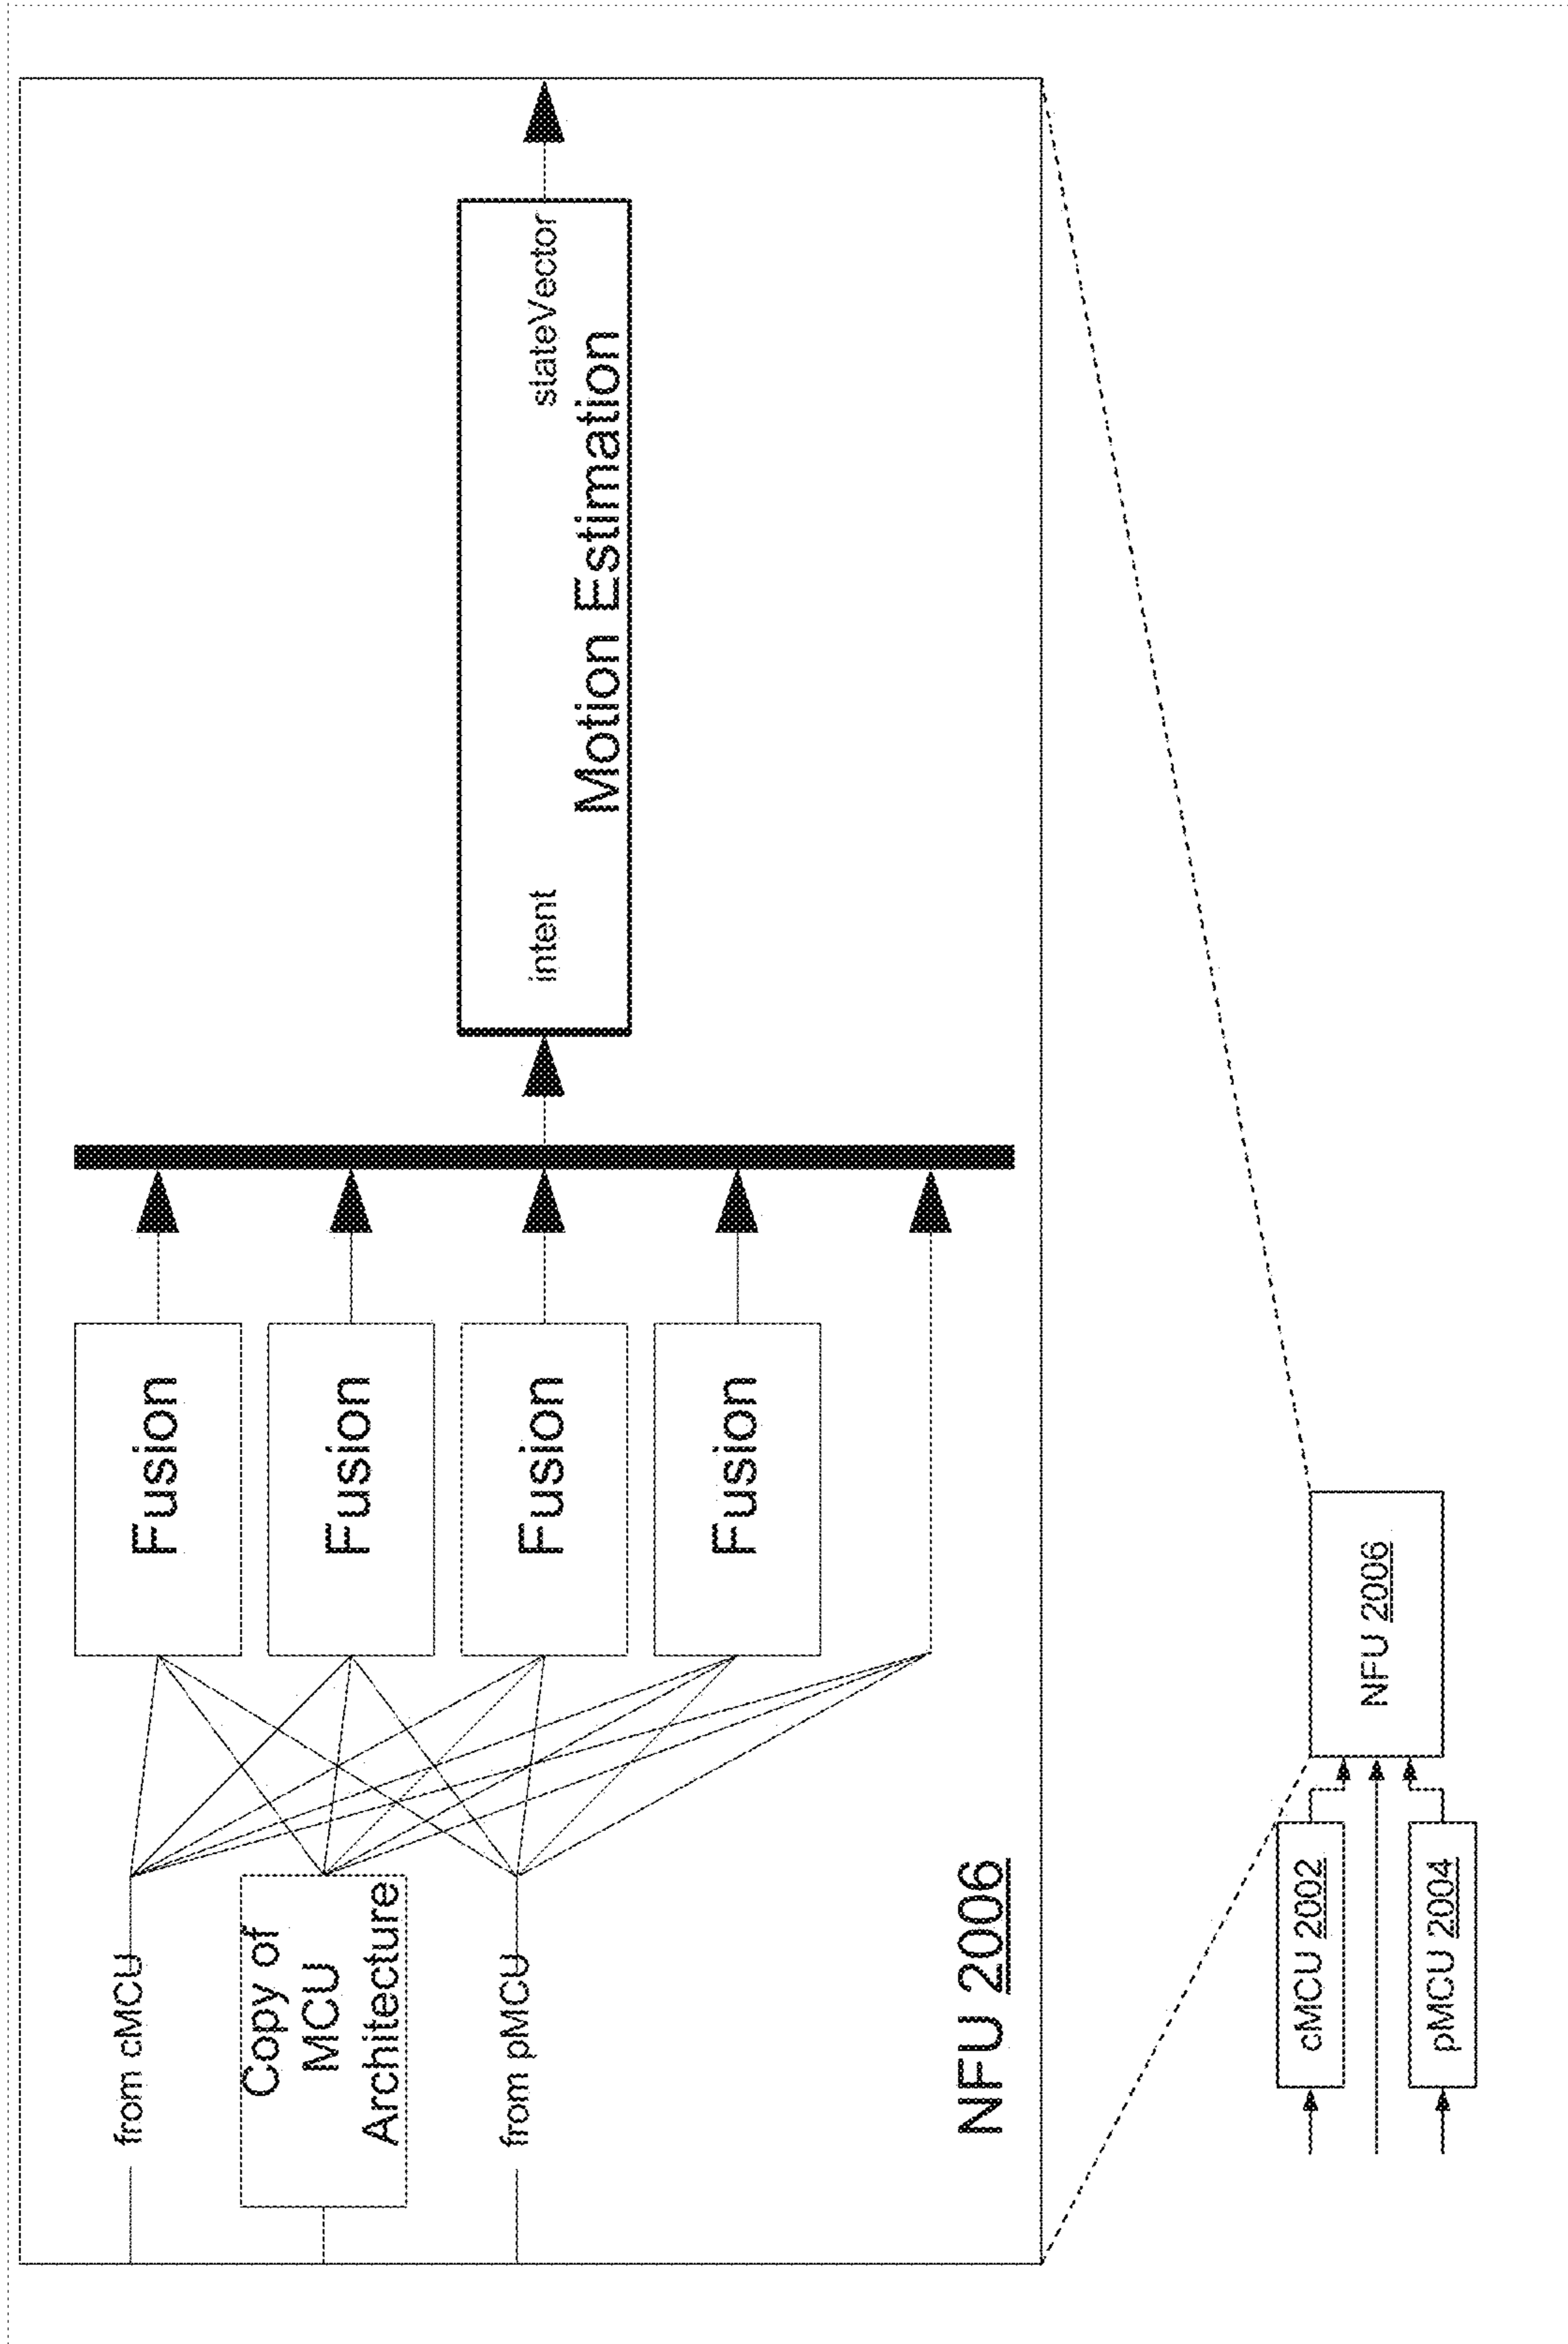 from cMCU
Copy of
MCU
Architecture
from pMCU
Fusion
Fusion
Fusion
Fusion
intent
stateVector
Motion Estimation
NFU 2006
cMCU 2002
pMCU 2004
NFU 2006